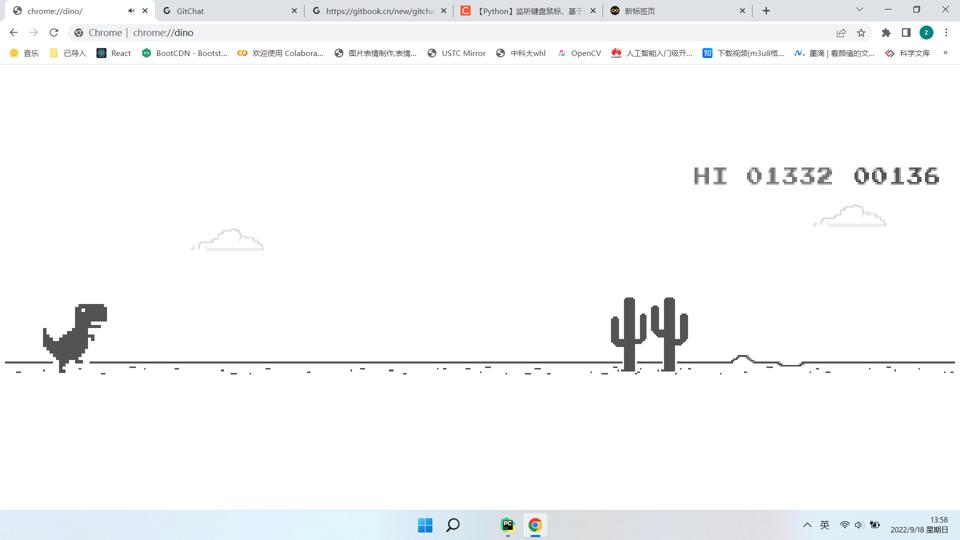 chrome://dino/
GitChat
https://gitbook.cn/new/gitcha
【Python】监听键盘鼠标，基于
新标签页
Chrome | chrome://dino
音乐
已导入
React
BootCDN - Bootst...
欢迎使用 Colabora...
图片表情制作,表情...
USTC Mirror
中科大whl
OpenCV
人工智能入门极开...
下载视频(m3u8格...
墨滴 | 看颜值的文...
科学文库
»
HI 01332 00136
英
13:58
2022/9/18 星期日